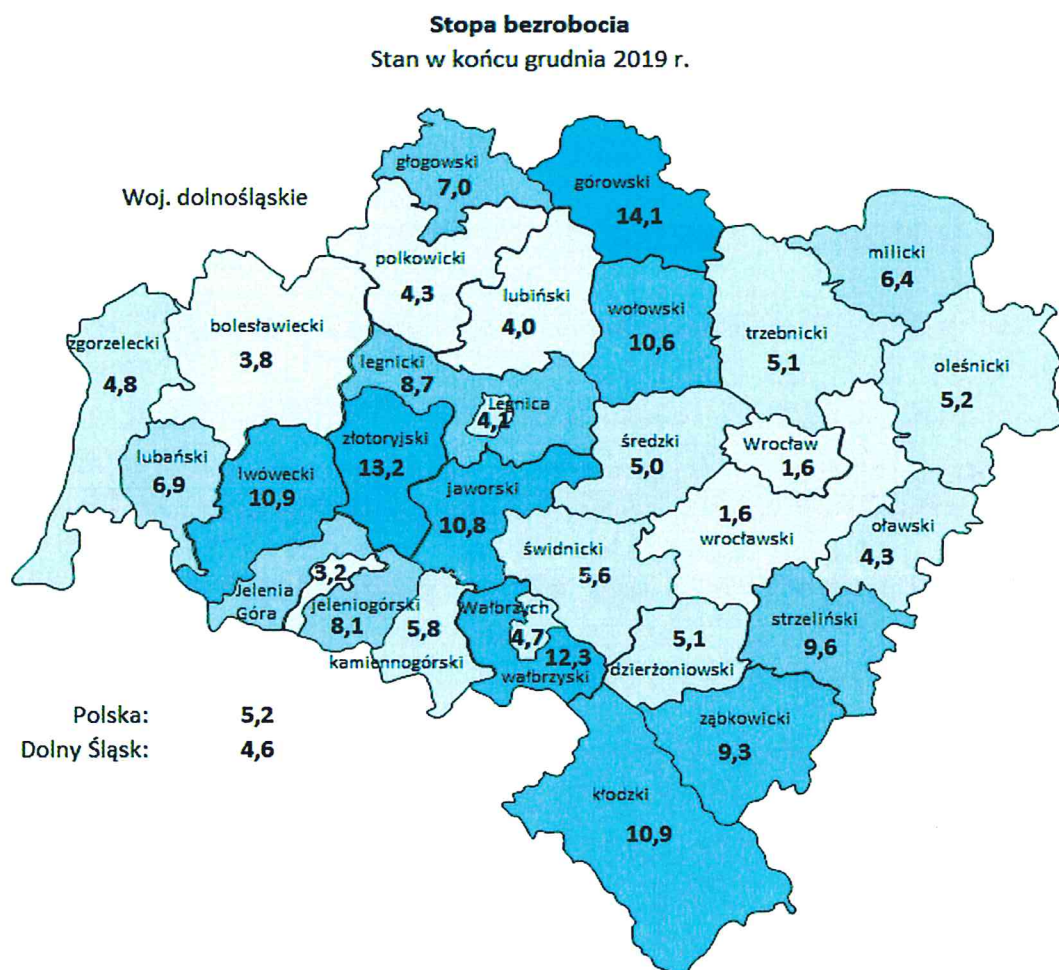 Stopa bezrobocia
Stan w końcu grudnia 2019 r.
Woj. dolnośląskie
głogowski
7,0
górowski
14,1
milicki
6,4
polkowicki
4,3
lubiński
4,0
wołowski
10,6
trzebnicki
5,1
oleśnicki
5,2
zgorzelecki
4,8
bolesławiecki
3,8
legnicki
8,7
Legnica
4,1
lubański
6,9
lwówecki
10,9
złotoryjski
13,2
jaworski
10,8
średzki
5,0
Wrocław
1,6
1,6
wrocławski
oławski
4,3
świdnicki
5,6
3,2
Jelenia
Góra
jeleniogórski
8,1
5,8
kamiennogórski
Wałbrzych
4,7
12,3
wałbrzyski
5,1
dzierżoniowski
strzeliński
9,6
ząbkowicki
9,3
kłodzki
10,9
Polska: 5,2
Dolny Śląsk: 4,6